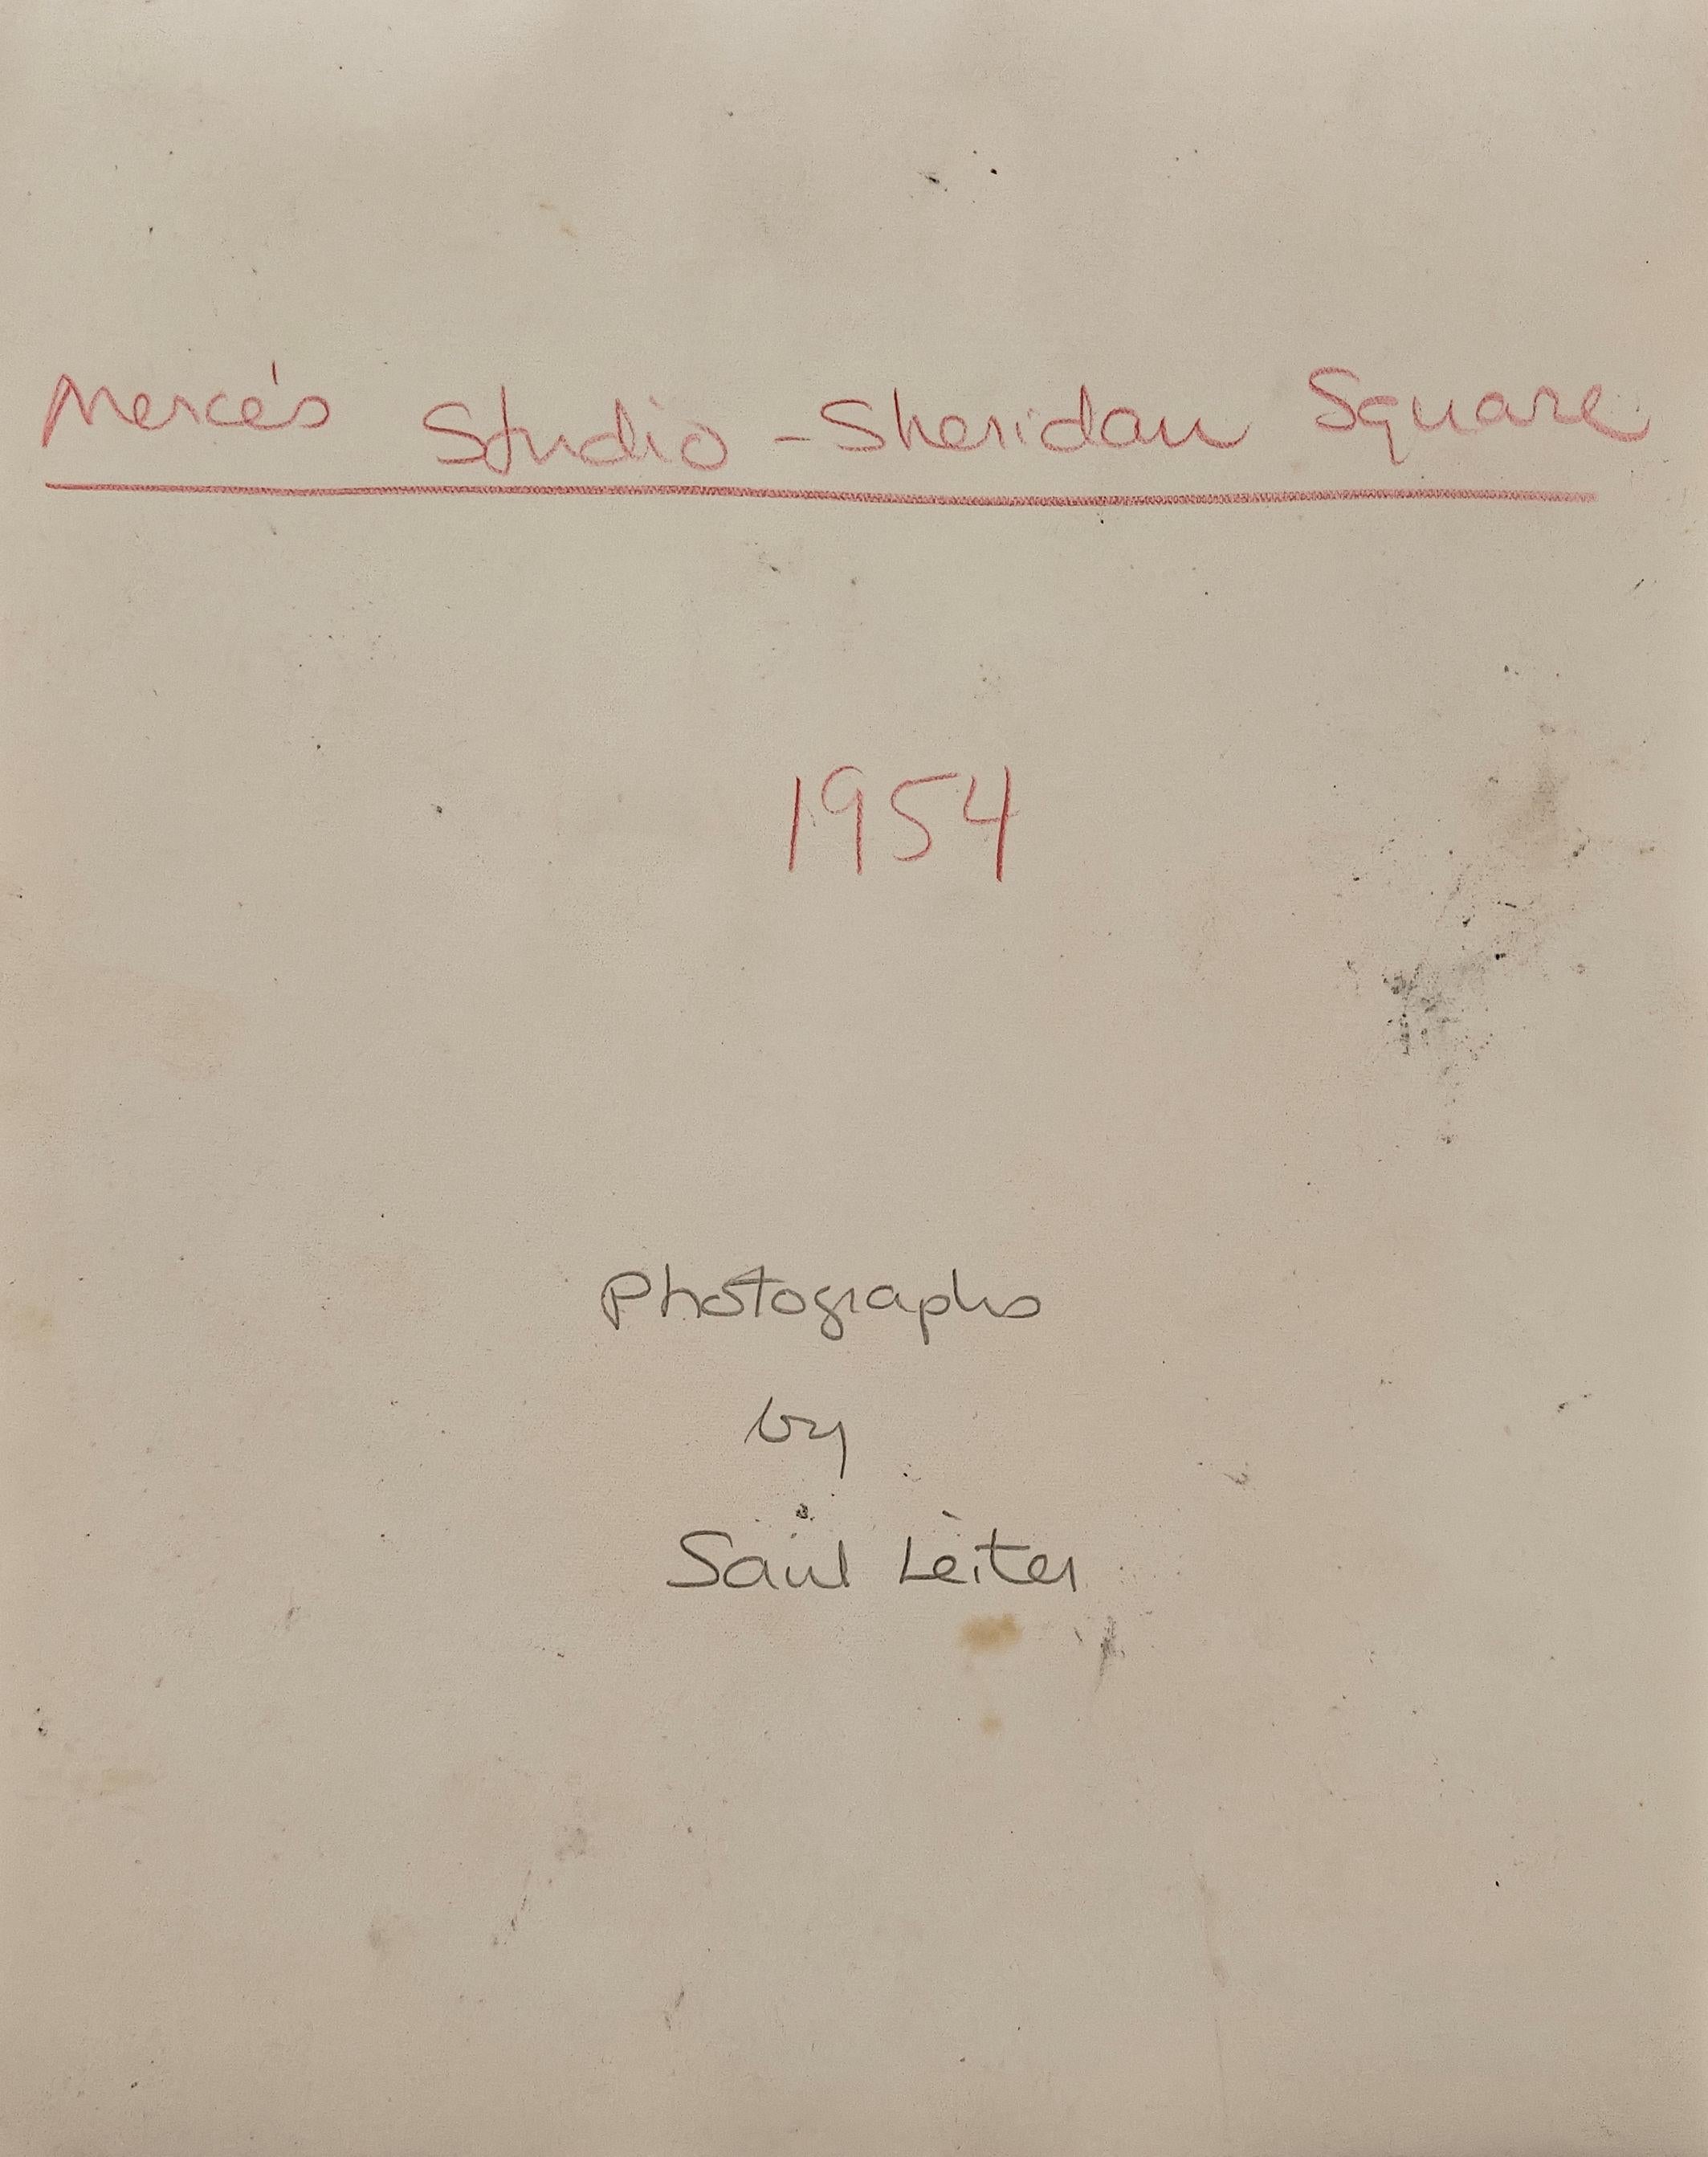 Merce's Studio - Sheridan Square
1954
Photographs
by
Saul Leiter